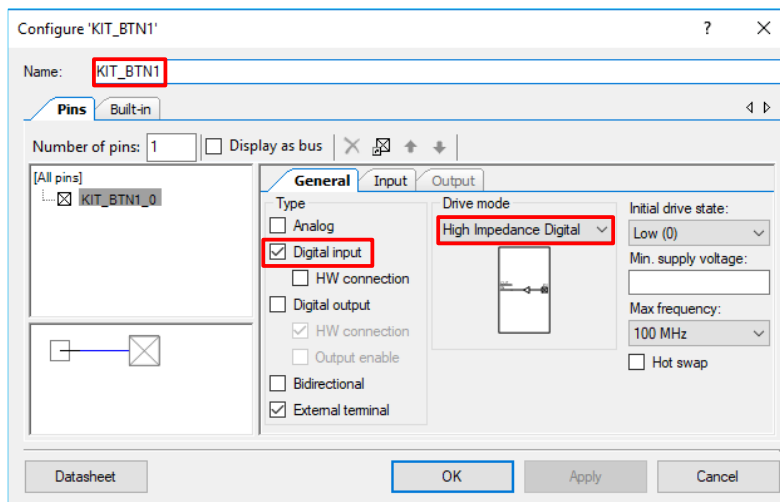 Configure 'KIT_BTN1'
?
Name: KIT_BTN1
Pins Built-in
Number of pins: 1 Display as bus
[All pins]
KIT_BTN1_0
General Input Output
Type
Analog
Digital input
HW connection
Digital output
HW connection
Output enable
Bidirectional
External terminal
Drive mode
High Impedance Digital
Initial drive state:
Low (0)
Min. supply voltage:
Max frequency:
100 MHz
Hot swap
Datasheet OK Apply Cancel